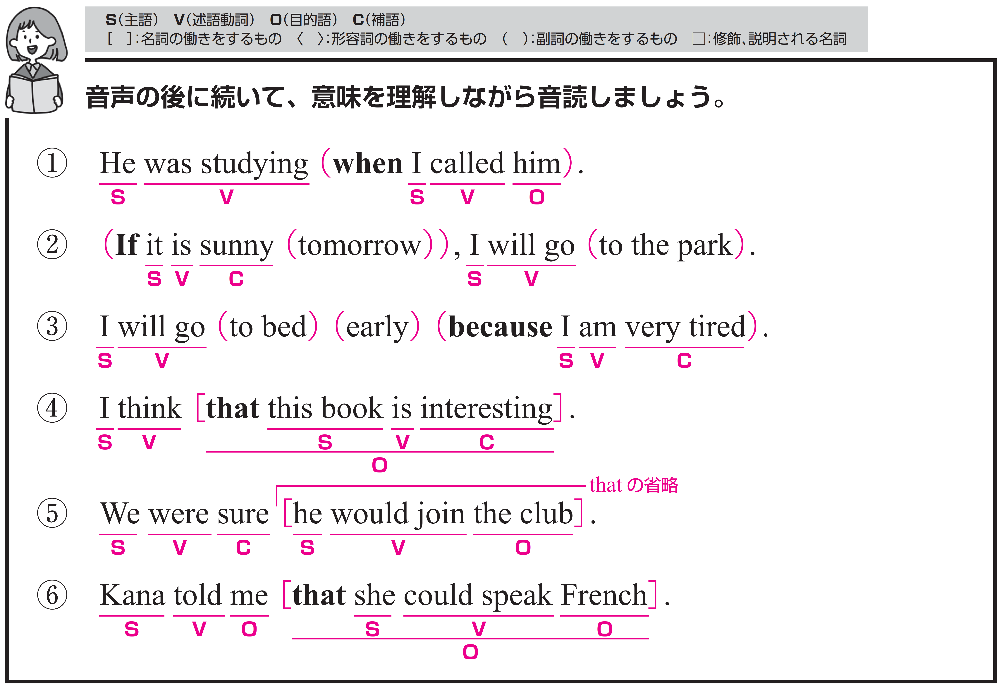 S（主語）　V（述語動詞）　O（目的語）　C（補語）
［　］：名詞の働きをするもの　〈　〉：形容詞の働きをするもの　（　）：副詞の働きをするもの　□：修飾、説明される名詞
音声の後に続いて、意味を理解しながら音読しましょう。
① He was studying (when I called him).
S V S V O
② (If it is sunny (tomorrow)), I will go (to the park).
S V C S V
③ I will go (to bed) (early) (because I am very tired).
S V S V C
④ I think [that this book is interesting].
S V S V C
O
that の省略
⑤ We were sure [he would join the club].
S V C S V O
⑥ Kana told me [that she could speak French].
S V O S V O
O